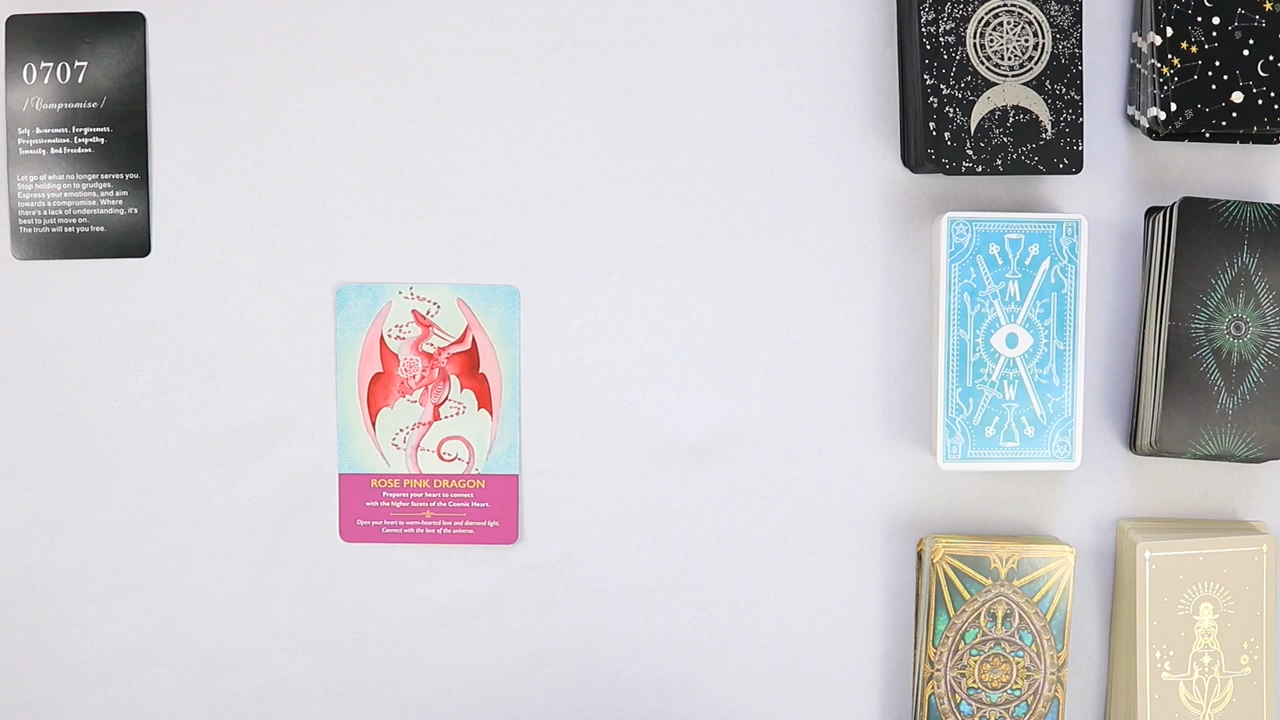 0707
/ Compromise /
Self-Awareness. Forgiveness.
Professionalism. Empathy.
Tenacity. And Freedom.
Let go of what no longer serves you.
Stop holding on to grudges.
Express your emotions, and aim
towards a compromise. Where
there's a lack of understanding, it's
best to just move on.
The truth will set you free.
ROSE PINK DRAGON
Prepares your heart to connect
with the higher facets of the Cosmic Heart.
Open your heart to warm-hearted love and diamond light.
Connect with the love of the universe.
M
W